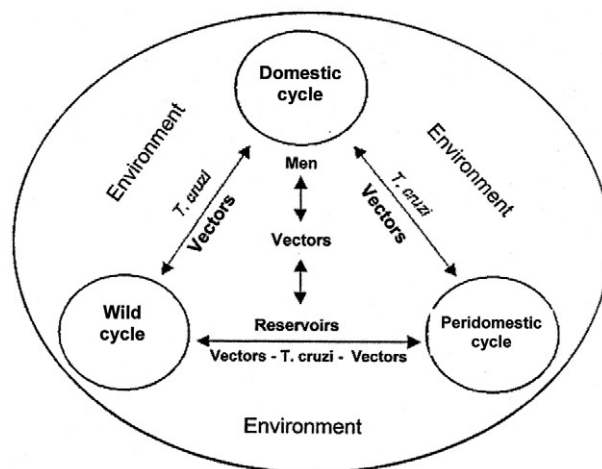 Domestic
cycle
Environment
Environment
T. cruzi
Vectors
Men
T. cruzi
Vectors
Vectors
Wild
cycle
Reservoirs
Peridomestic
cycle
Vectors - T. cruzi - Vectors
Environment